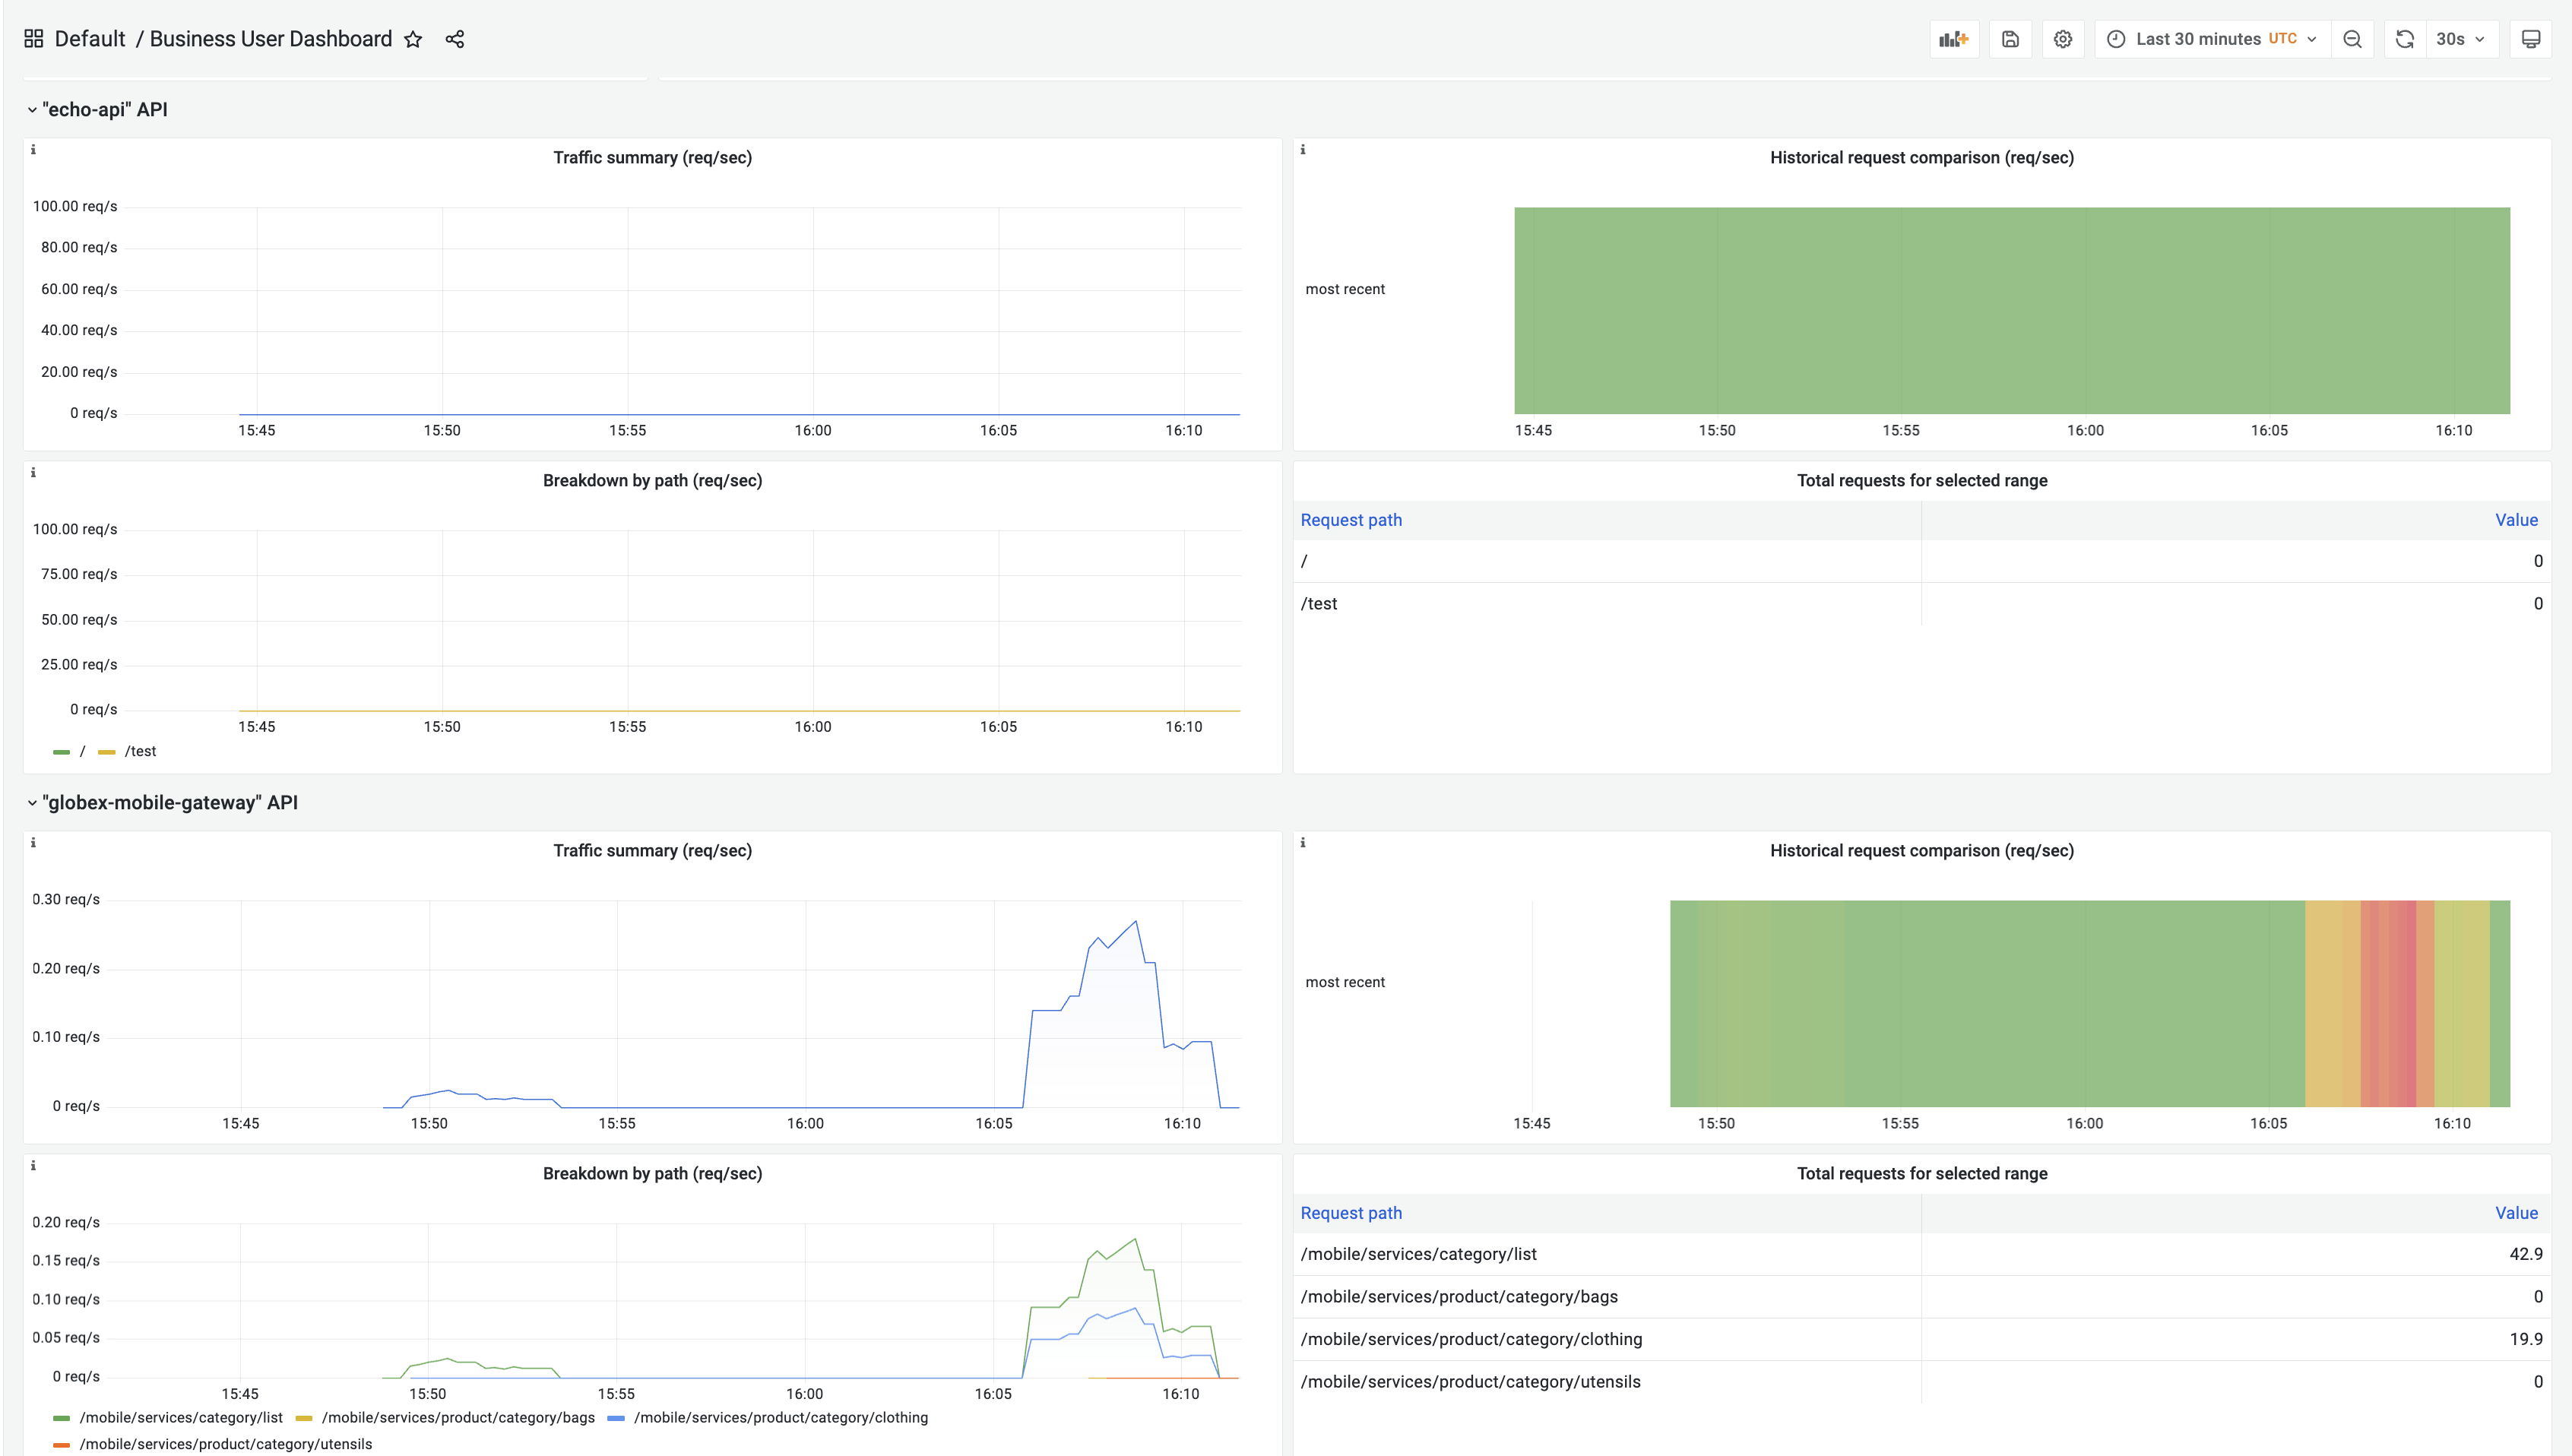 Default / Business User Dashboard
Last 30 minutes UTC
30s
"echo-api" API
Traffic summary (req/sec)
100.00 req/s
80.00 req/s
60.00 req/s
40.00 req/s
20.00 req/s
0 req/s
15:45 15:50 15:55 16:00 16:05 16:10
Historical request comparison (req/sec)
most recent
15:45 15:50 15:55 16:00 16:05 16:10
Breakdown by path (req/sec)
100.00 req/s
75.00 req/s
50.00 req/s
25.00 req/s
0 req/s
15:45 15:50 15:55 16:00 16:05 16:10
/ /test
Total requests for selected range
Request path Value
/ 0
/test 0
"globex-mobile-gateway" API
Traffic summary (req/sec)
0.30 req/s
0.20 req/s
0.10 req/s
0 req/s
15:45 15:50 15:55 16:00 16:05 16:10
Historical request comparison (req/sec)
most recent
15:45 15:50 15:55 16:00 16:05 16:10
Breakdown by path (req/sec)
0.20 req/s
0.15 req/s
0.10 req/s
0.05 req/s
0 req/s
15:45 15:50 15:55 16:00 16:05 16:10
/mobile/services/category/list /mobile/services/product/category/bags /mobile/services/product/category/clothing
/mobile/services/product/category/utensils
Total requests for selected range
Request path Value
/mobile/services/category/list 42.9
/mobile/services/product/category/bags 0
/mobile/services/product/category/clothing 19.9
/mobile/services/product/category/utensils 0